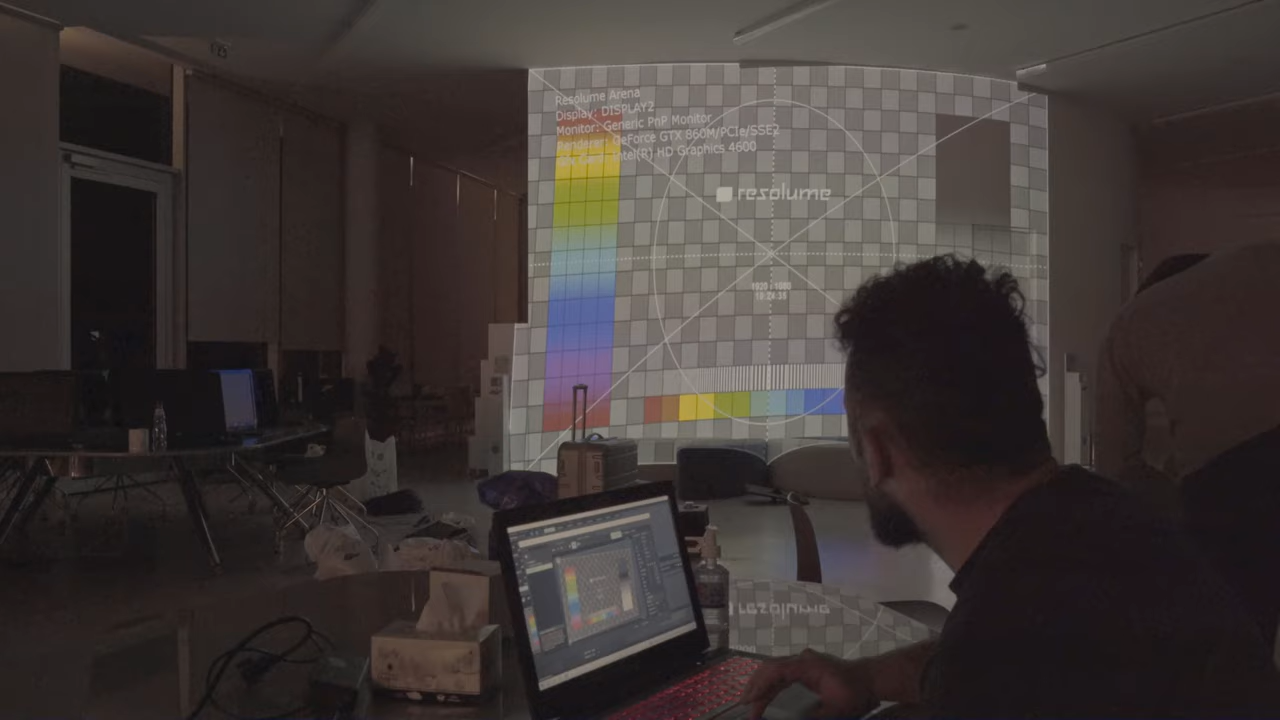 Resolume Arena
Display: DISPLAY2
Monitor: Generic PnP Monitor
Renderer: GeForce GTX 860M/PCIe/SSE2
Intel(R) HD Graphics 4600
resolume
1920 x 1080
resolume